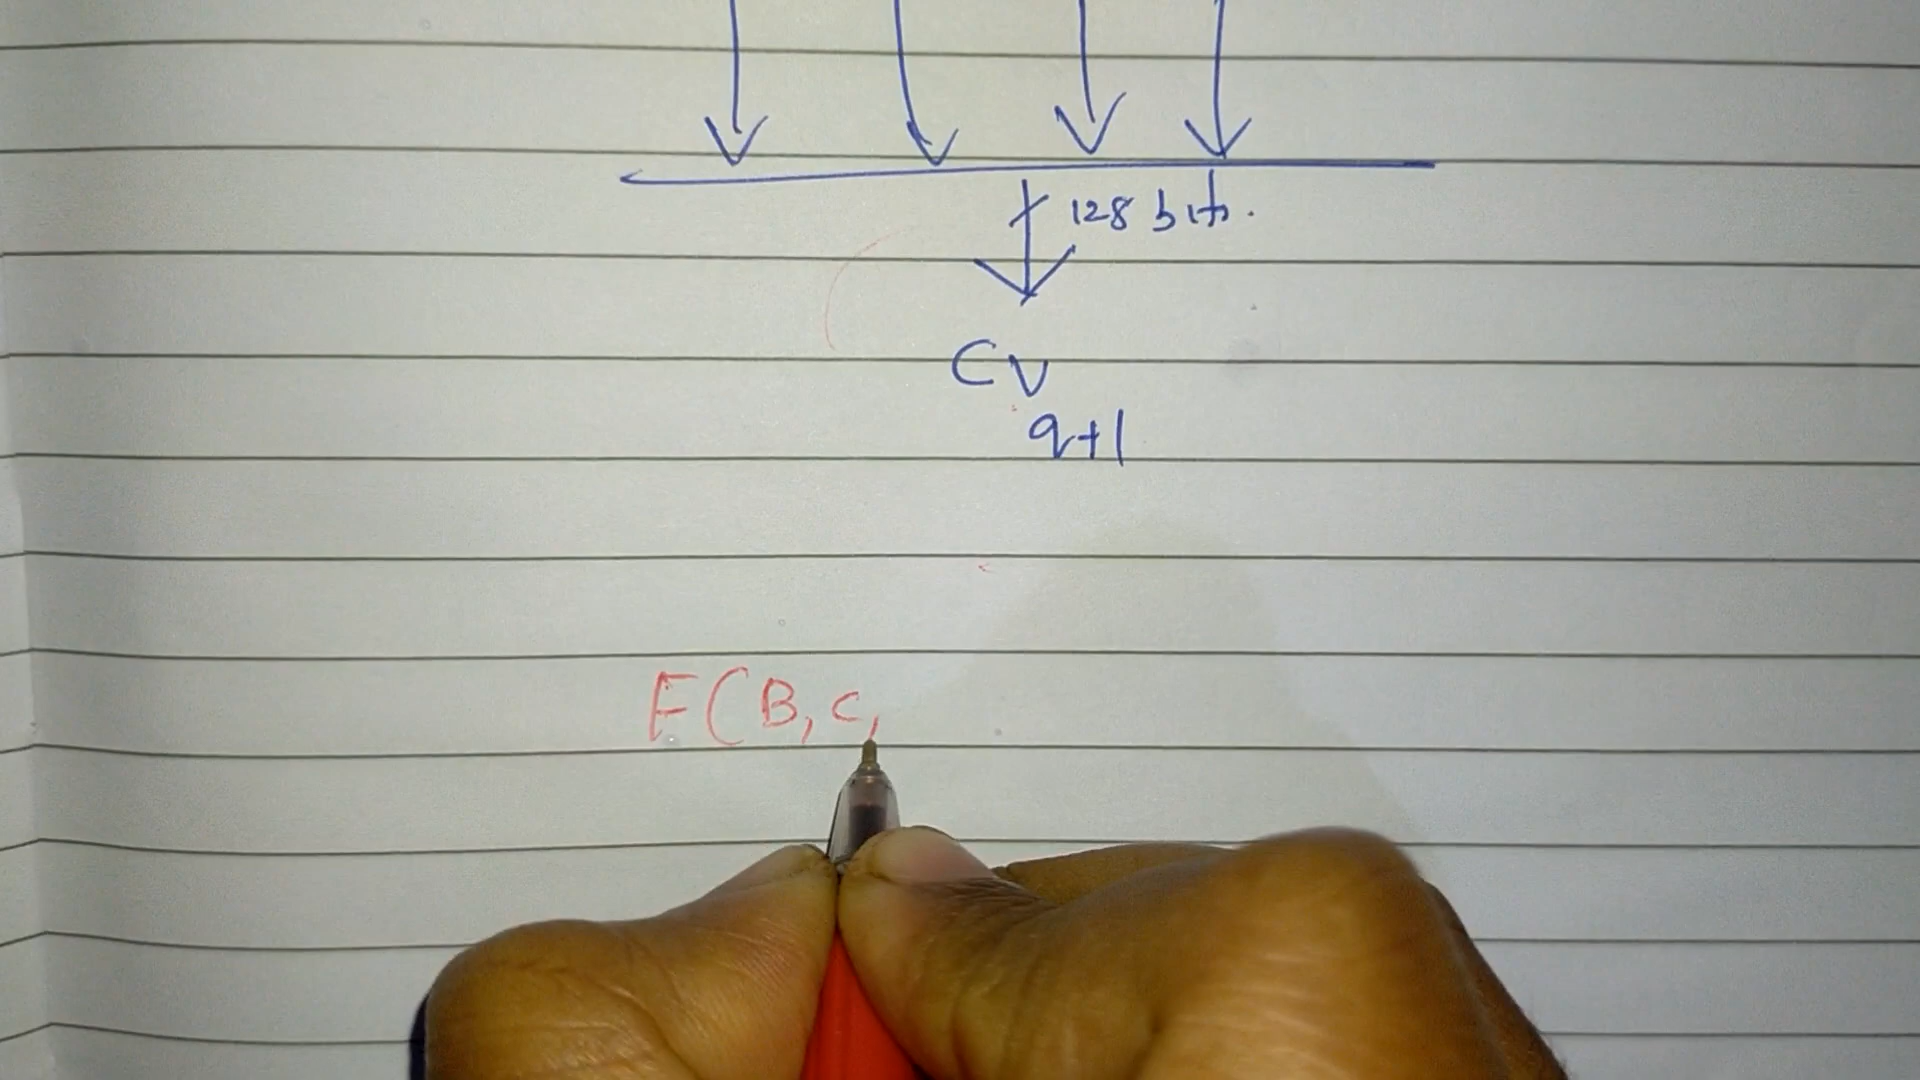 128 bits.
CV
q+1
F(B, C,